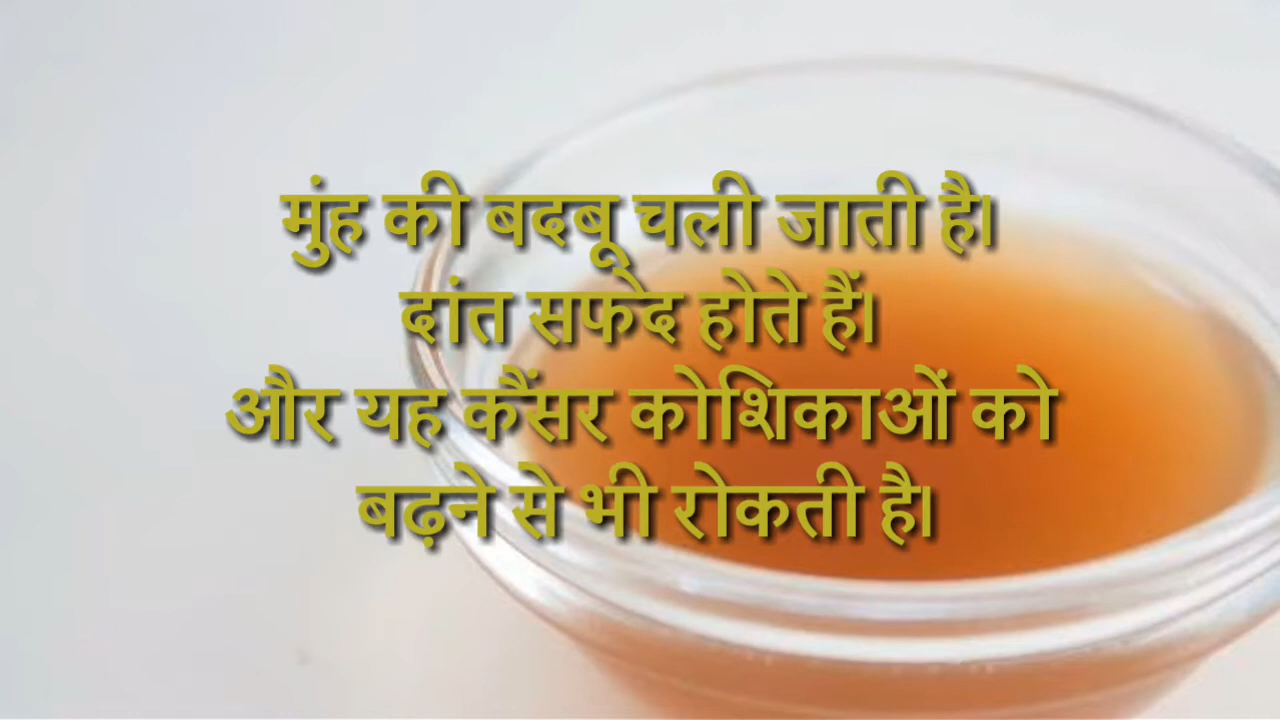 मुंह की बदबू चली जाती है।
दांत सफेद होते हैं।
और यह कैंसर कोशिकाओं को
बढ़ने से भी रोकती है।